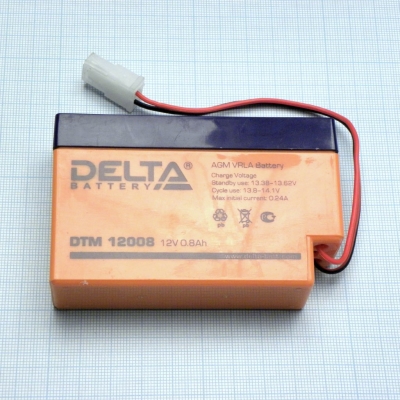 DELTA®
BATTERY
AGM VRLA Battery
Charge Voltage
Standby use: 13.38-13.62V
Cycle use: 13.8-14.1V
Max initial current: 0.24A
DTM 12008 12V 0.8Ah